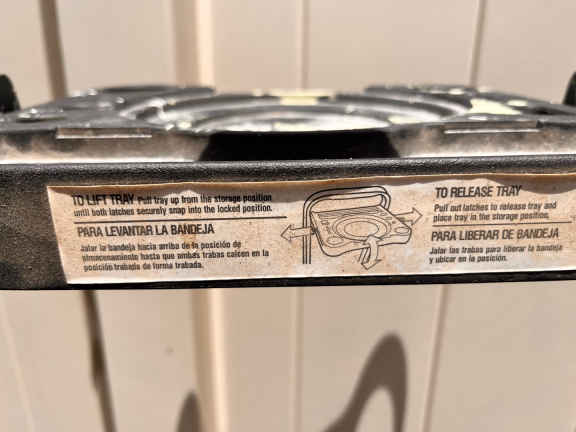 TO LIFT TRAY Pull tray up from the storage position
until both latches securely snap into the locked position.
PARA LEVANTAR LA BANDEJA
Jalar la bandeja hacia arriba de la posición de
almacenamiento hasta que ambas trabas calcen en la
posición trabada de forma trabada.
TO RELEASE TRAY
Pull out latches to release tray and
place tray in the storage position.
PARA LIBERAR DE BANDEJA
Jalar las trabas para liberar la bandeja
y ubicar en la posición.